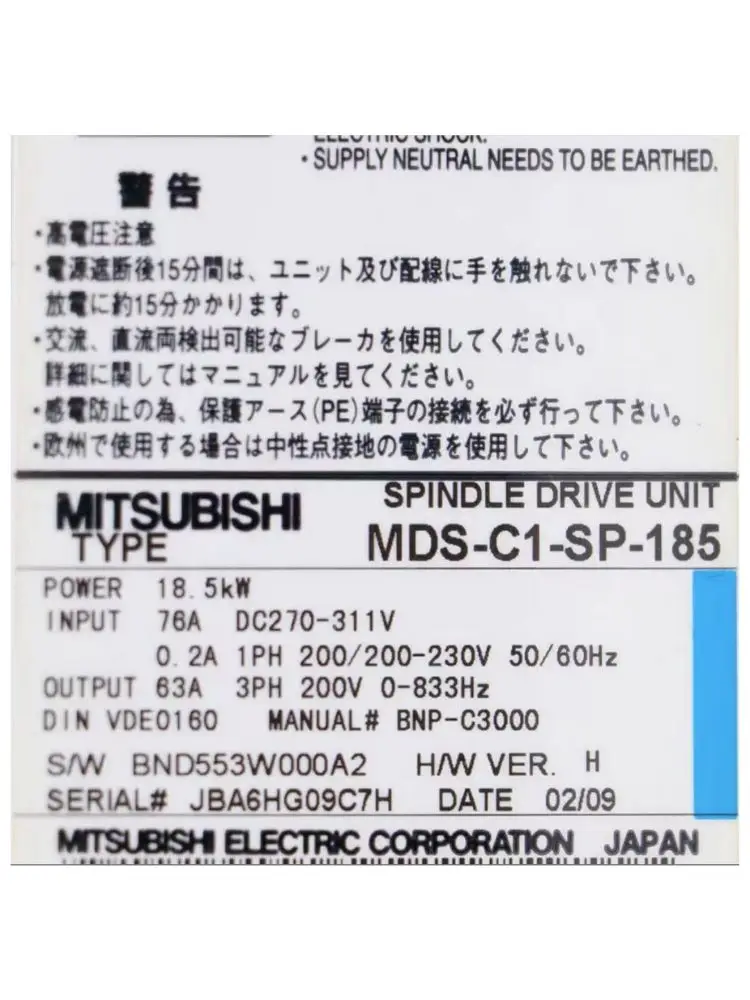 ELECTRIC SHOCK.
・SUPPLY NEUTRAL NEEDS TO BE EARTHED.
警告
・高電圧注意
・電源遮断後15分間は、ユニット及び配線に手を触れないで下さい。
放電に約15分かかります。
・交流、直流両検出可能なブレーカを使用してください。
詳細に関してはマニュアルを見てください。
・感電防止の為、保護アース(PE)端子の接続を必ず行って下さい。
・欧州で使用する場合は中性点接地の電源を使用して下さい。
MITSUBISHI SPINDLE DRIVE UNIT
TYPE MDS-C1-SP-185
POWER 18.5kW
INPUT 76A DC270-311V
0.2A 1PH 200/200-230V 50/60Hz
OUTPUT 63A 3PH 200V 0-833Hz
DIN VDE0160 MANUAL# BNP-C3000
S/W BND553W000A2 H/W VER. H
SERIAL# JBA6HG09C7H DATE 02/09
MITSUBISHI ELECTRIC CORPORATION JAPAN